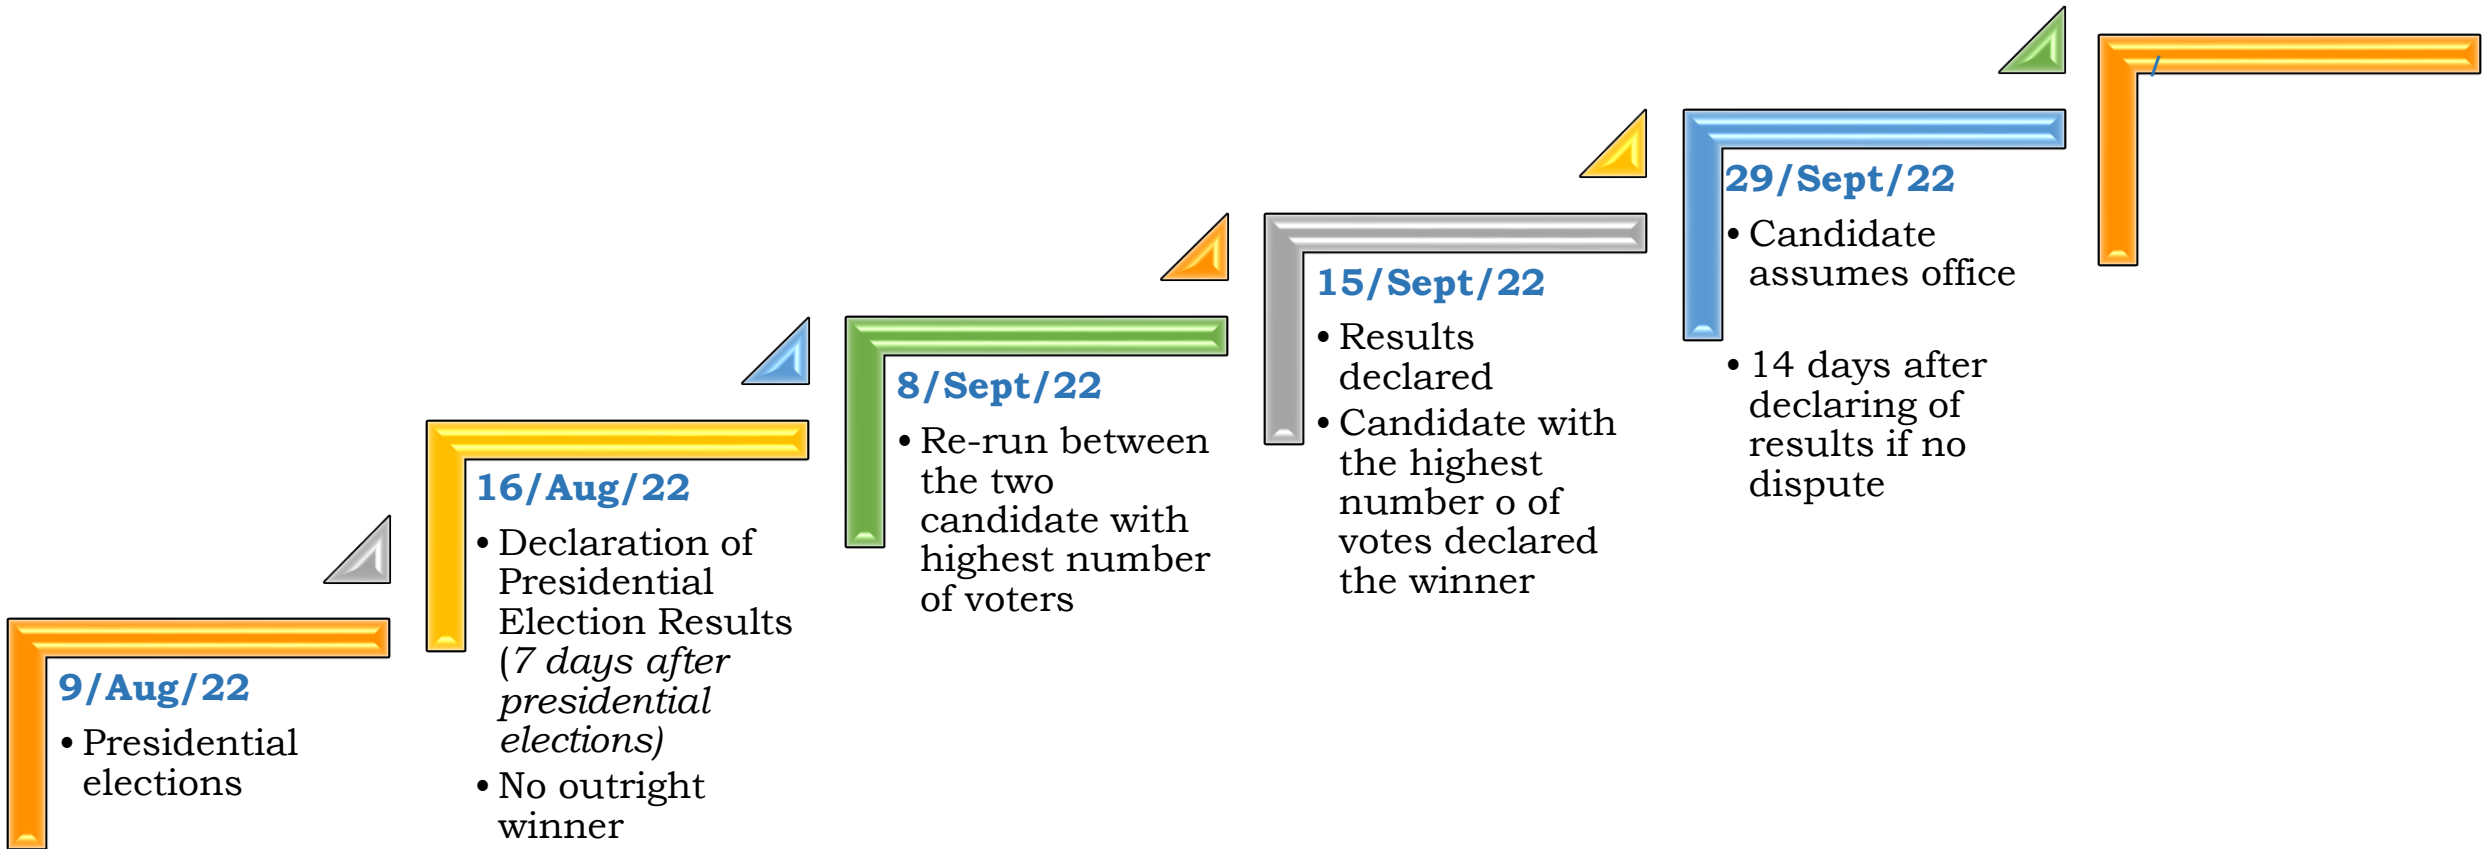 9/Aug/22
• Presidential
elections
16/Aug/22
• Declaration of
Presidential
Election Results
(7 days after
presidential
elections)
• No outright
winner
8/Sept/22
• Re-run between
the two
candidate with
highest number
of voters
15/Sept/22
• Results
declared
• Candidate with
the highest
number o of
votes declared
the winner
29/Sept/22
• Candidate
assumes office
• 14 days after
declaring of
results if no
dispute
/